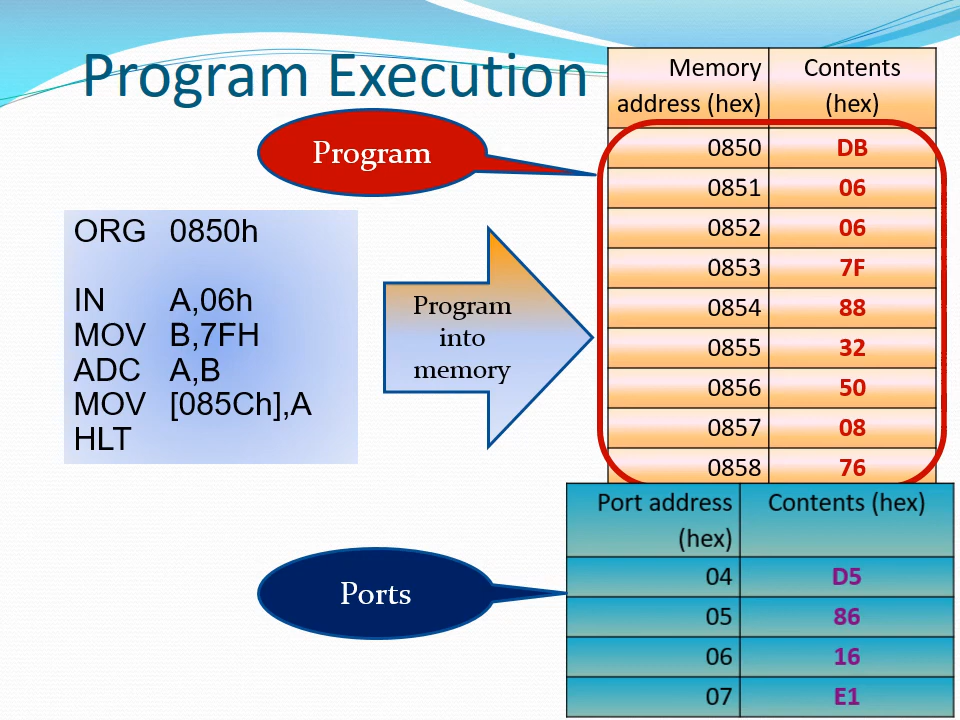 Program Execution
Program
ORG 0850h
IN A,06h
MOV B,7FH
ADC A,B
MOV [085Ch],A
HLT
Program
into
memory
Memory Contents
address (hex) (hex)
0850 DB
0851 06
0852 06
0853 7F
0854 88
0855 32
0856 50
0857 08
0858 76
Ports
Port address Contents (hex)
(hex)
04 D5
05 86
06 16
07 E1